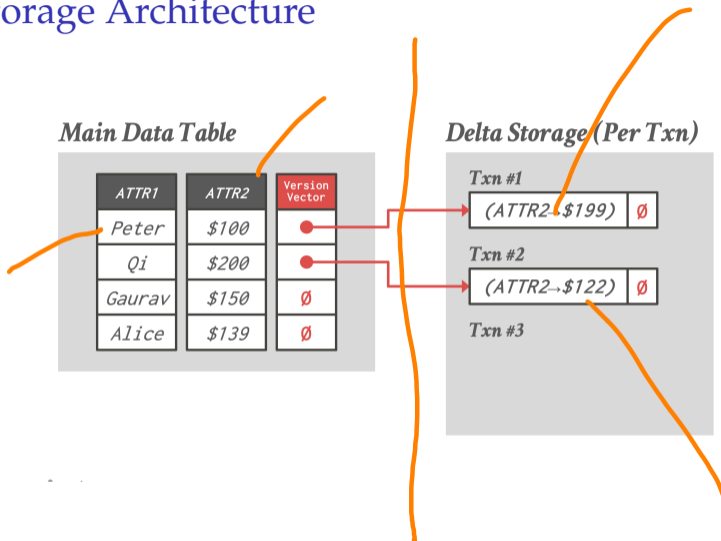 orage Architecture
Main Data Table
ATTR1 ATTR2 Version Vector
Peter $100
Qi $200
Gaurav $150 Ø
Alice $139 Ø
Delta Storage (Per Txn)
Txn #1
(ATTR2→$199) Ø
Txn #2
(ATTR2→$122) Ø
Txn #3